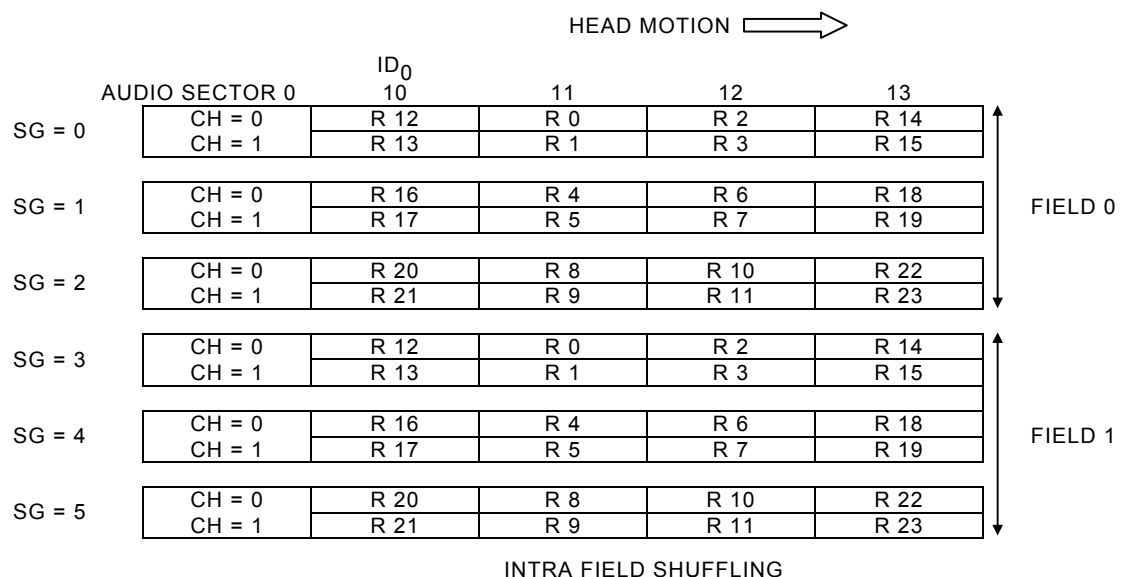 HEAD MOTION
ID0
AUDIO SECTOR 0 10 11 12 13
SG = 0
CH = 0 R 12 R 0 R 2 R 14
CH = 1 R 13 R 1 R 3 R 15
SG = 1
CH = 0 R 16 R 4 R 6 R 18
CH = 1 R 17 R 5 R 7 R 19
FIELD 0
SG = 2
CH = 0 R 20 R 8 R 10 R 22
CH = 1 R 21 R 9 R 11 R 23
SG = 3
CH = 0 R 12 R 0 R 2 R 14
CH = 1 R 13 R 1 R 3 R 15
SG = 4
CH = 0 R 16 R 4 R 6 R 18
CH = 1 R 17 R 5 R 7 R 19
FIELD 1
SG = 5
CH = 0 R 20 R 8 R 10 R 22
CH = 1 R 21 R 9 R 11 R 23
INTRA FIELD SHUFFLING